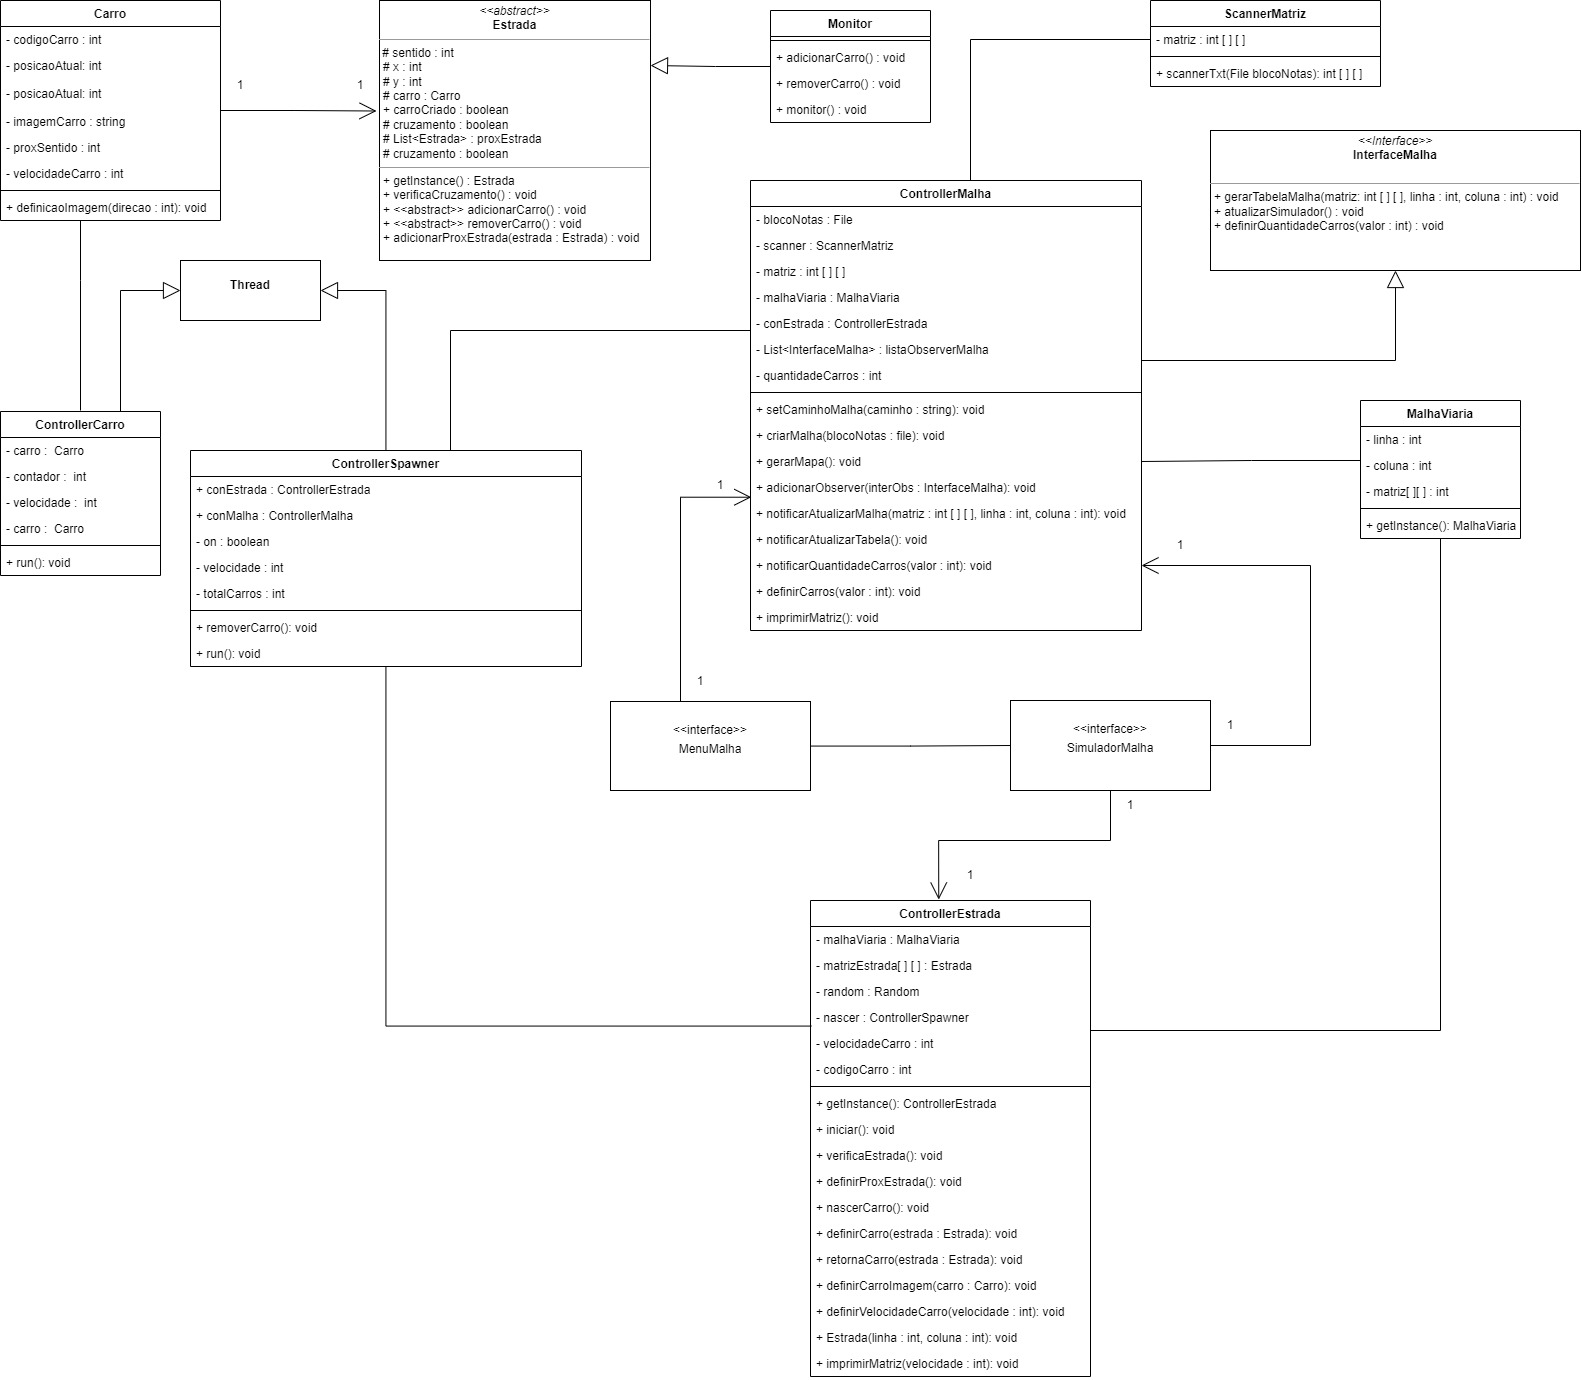 Carro
- codigoCarro : int
- posicaoAtual: int
- posicaoAtual: int
- imagemCarro : string
- proxSentido : int
- velocidadeCarro : int
+ definicaoImagem(direcao : int): void
1
1
<<abstract>>
Estrada
# sentido : int
# x : int
# y : int
# carro : Carro
+ carroCriado : boolean
# cruzamento : boolean
# List<Estrada> : proxEstrada
# cruzamento : boolean
+ getInstance() : Estrada
+ verificaCruzamento() : void
+ <<abstract>> adicionarCarro() : void
+ <<abstract>> removerCarro() : void
+ adicionarProxEstrada(estrada : Estrada) : void
Monitor
+ adicionarCarro() : void
+ removerCarro() : void
+ monitor() : void
ScannerMatriz
- matriz : int [ ] [ ]
+ scannerTxt(File blocoNotas): int [ ] [ ]
<<Interface>>
InterfaceMalha
+ gerarTabelaMalha(matriz: int [ ] [ ], linha : int, coluna : int) : void
+ atualizarSimulador() : void
+ definirQuantidadeCarros(valor : int) : void
Thread
ControllerMalha
- blocoNotas : File
- scanner : ScannerMatriz
- matriz : int [ ] [ ]
- malhaViaria : MalhaViaria
- conEstrada : ControllerEstrada
- List<InterfaceMalha> : listaObserverMalha
- quantidadeCarros : int
+ setCaminhoMalha(caminho : string): void
+ criarMalha(blocoNotas : file): void
+ gerarMapa(): void
+ adicionarObserver(interObs : InterfaceMalha): void
+ notificarAtualizarMalha(matriz : int [ ] [ ], linha : int, coluna : int): void
+ notificarAtualizarTabela(): void
+ notificarQuantidadeCarros(valor : int): void
+ definirCarros(valor : int): void
+ imprimirMatriz(): void
ControllerCarro
- carro :  Carro
- contador :  int
- velocidade :  int
- carro :  Carro
+ run(): void
ControllerSpawner
+ conEstrada : ControllerEstrada
+ conMalha : ControllerMalha
- on : boolean
- velocidade : int
- totalCarros : int
+ removerCarro(): void
+ run(): void
MalhaViaria
- linha : int
- coluna : int
- matriz[ ][ ] : int
+ getInstance(): MalhaViaria
1
1
1
1
<<interface>>
MenuMalha
<<interface>>
SimuladorMalha
1
1
ControllerEstrada
- malhaViaria : MalhaViaria
- matrizEstrada[ ] [ ] : Estrada
- random : Random
- nascer : ControllerSpawner
- velocidadeCarro : int
- codigoCarro : int
+ getInstance(): ControllerEstrada
+ iniciar(): void
+ verificaEstrada(): void
+ definirProxEstrada(): void
+ nascerCarro(): void
+ definirCarro(estrada : Estrada): void
+ retornaCarro(estrada : Estrada): void
+ definirCarroImagem(carro : Carro): void
+ definirVelocidadeCarro(velocidade : int): void
+ Estrada(linha : int, coluna : int): void
+ imprimirMatriz(velocidade : int): void